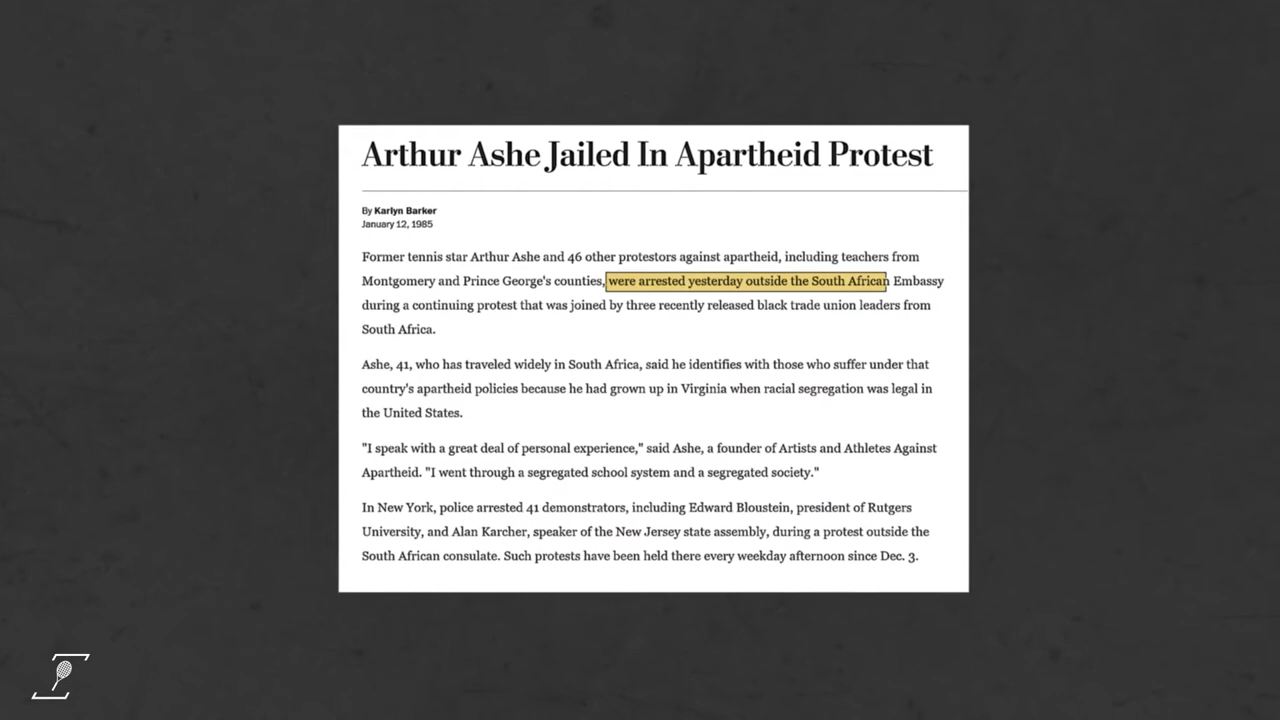 Arthur Ashe Jailed In Apartheid Protest
By Karlyn Barker
January 12, 1985
Former tennis star Arthur Ashe and 46 other protestors against apartheid, including teachers from
Montgomery and Prince George's counties, were arrested yesterday outside the South African Embassy
during a continuing protest that was joined by three recently released black trade union leaders from
South Africa.
Ashe, 41, who has traveled widely in South Africa, said he identifies with those who suffer under that
country's apartheid policies because he had grown up in Virginia when racial segregation was legal in
the United States.
"I speak with a great deal of personal experience," said Ashe, a founder of Artists and Athletes Against
Apartheid. "I went through a segregated school system and a segregated society."
In New York, police arrested 41 demonstrators, including Edward Bloustein, president of Rutgers
University, and Alan Karcher, speaker of the New Jersey state assembly, during a protest outside the
South African consulate. Such protests have been held there every weekday afternoon since Dec. 3.